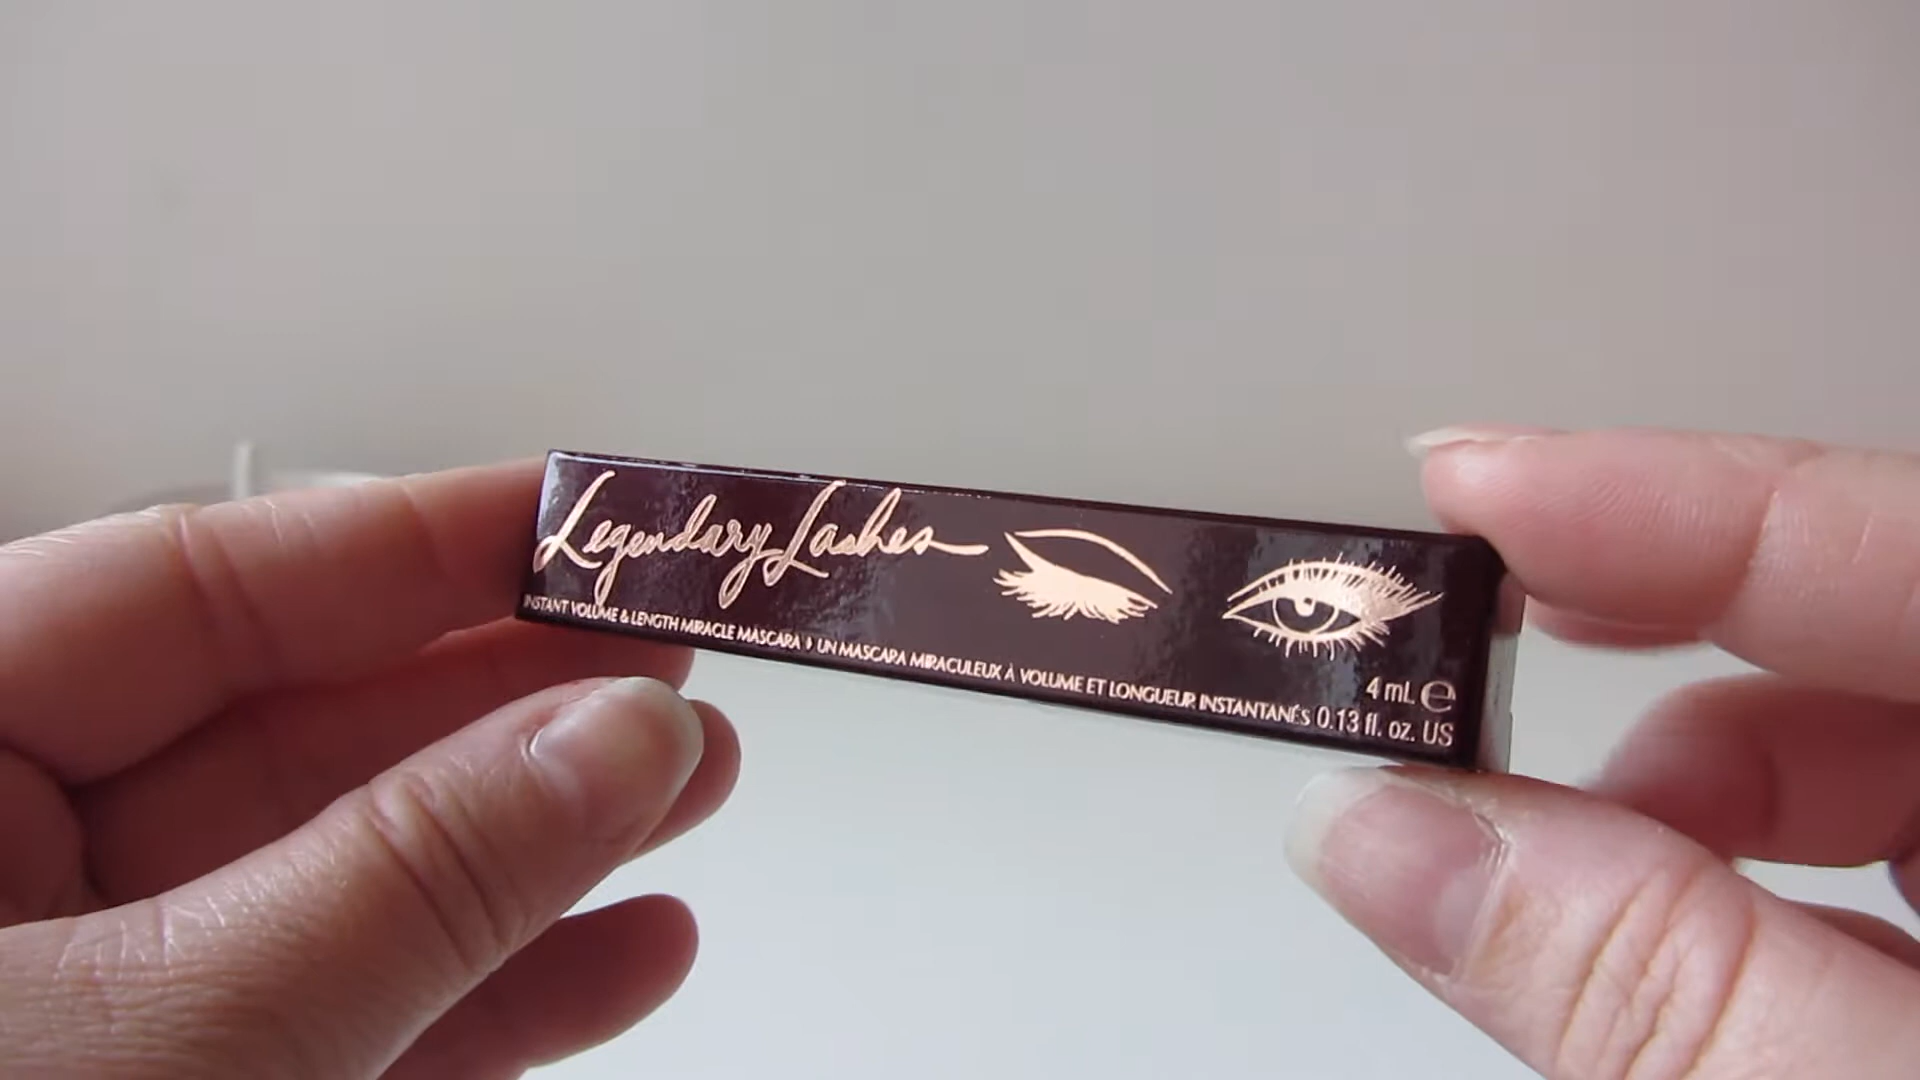 Legendary Lashes
INSTANT VOLUME & LENGTH MIRACLE MASCARA ◗ UN MASCARA MIRACULEUX À VOLUME ET LONGUEUR INSTANTANÉS
4 mL ℮
0.13 fl. oz. US